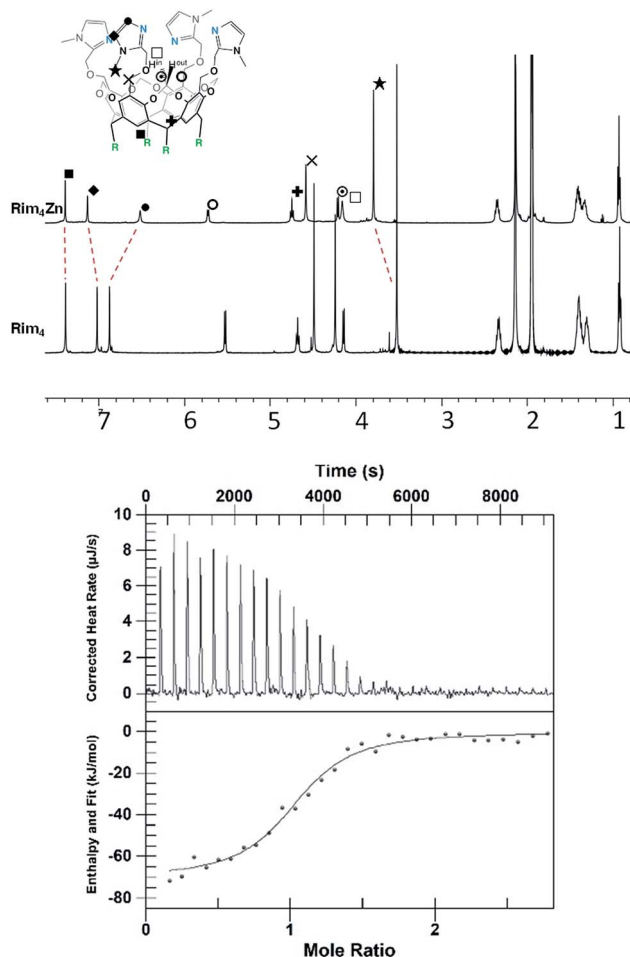 N N N N
N N N N
O O H in H out O O
O O O O
R R R R
Rim4Zn
Rim4
7 6 5 4 3 2 1
Time (s)
0 2000 4000 6000 8000
Corrected Heat Rate (µJ/s)
10
8
6
4
2
0
Enthalpy and Fit (kJ/mol)
0
-20
-40
-60
-80
0 1 2
Mole Ratio